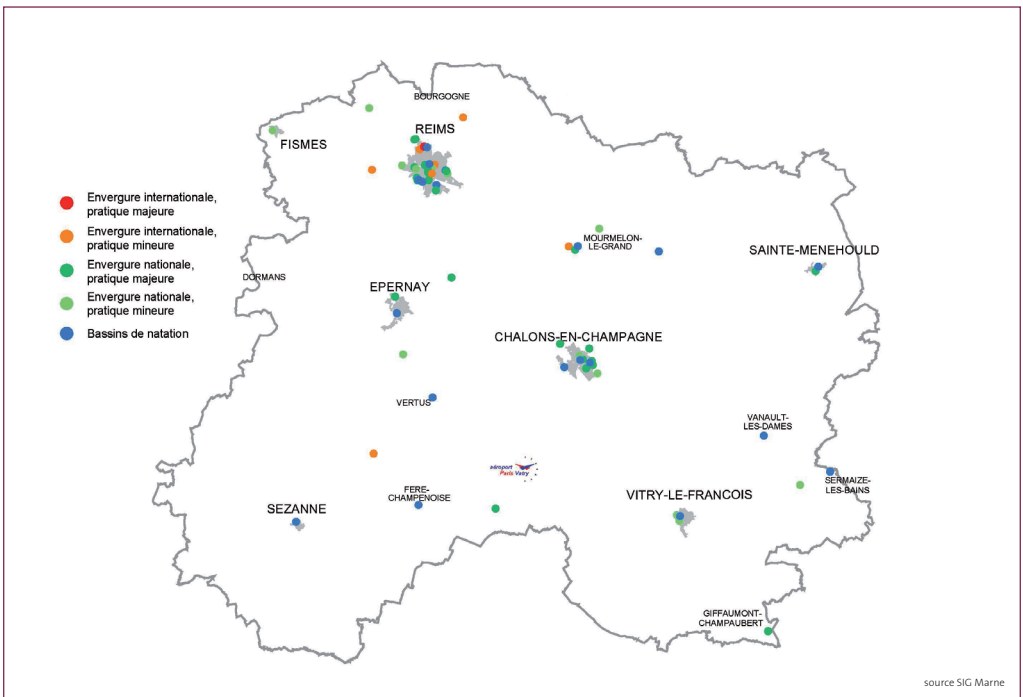 BOURGOGNE
REIMS
FISMES
Envergure internationale,
pratique majeure
Envergure internationale,
pratique mineure
Envergure nationale,
pratique majeure
Envergure nationale,
pratique mineure
Bassins de natation
MOURMELON-
LE-GRAND
SAINTE-MENEHOULD
DORMANS
EPERNAY
CHALONS-EN-CHAMPAGNE
VERTUS
VANAULT-
LES-DAMES
aéroport
Paris Vatry
SERMAIZE-
LES-BAINS
FERE-
CHAMPENOISE
SEZANNE
VITRY-LE-FRANCOIS
GIFFAUMONT-
CHAMPAUBERT
source SIG Marne